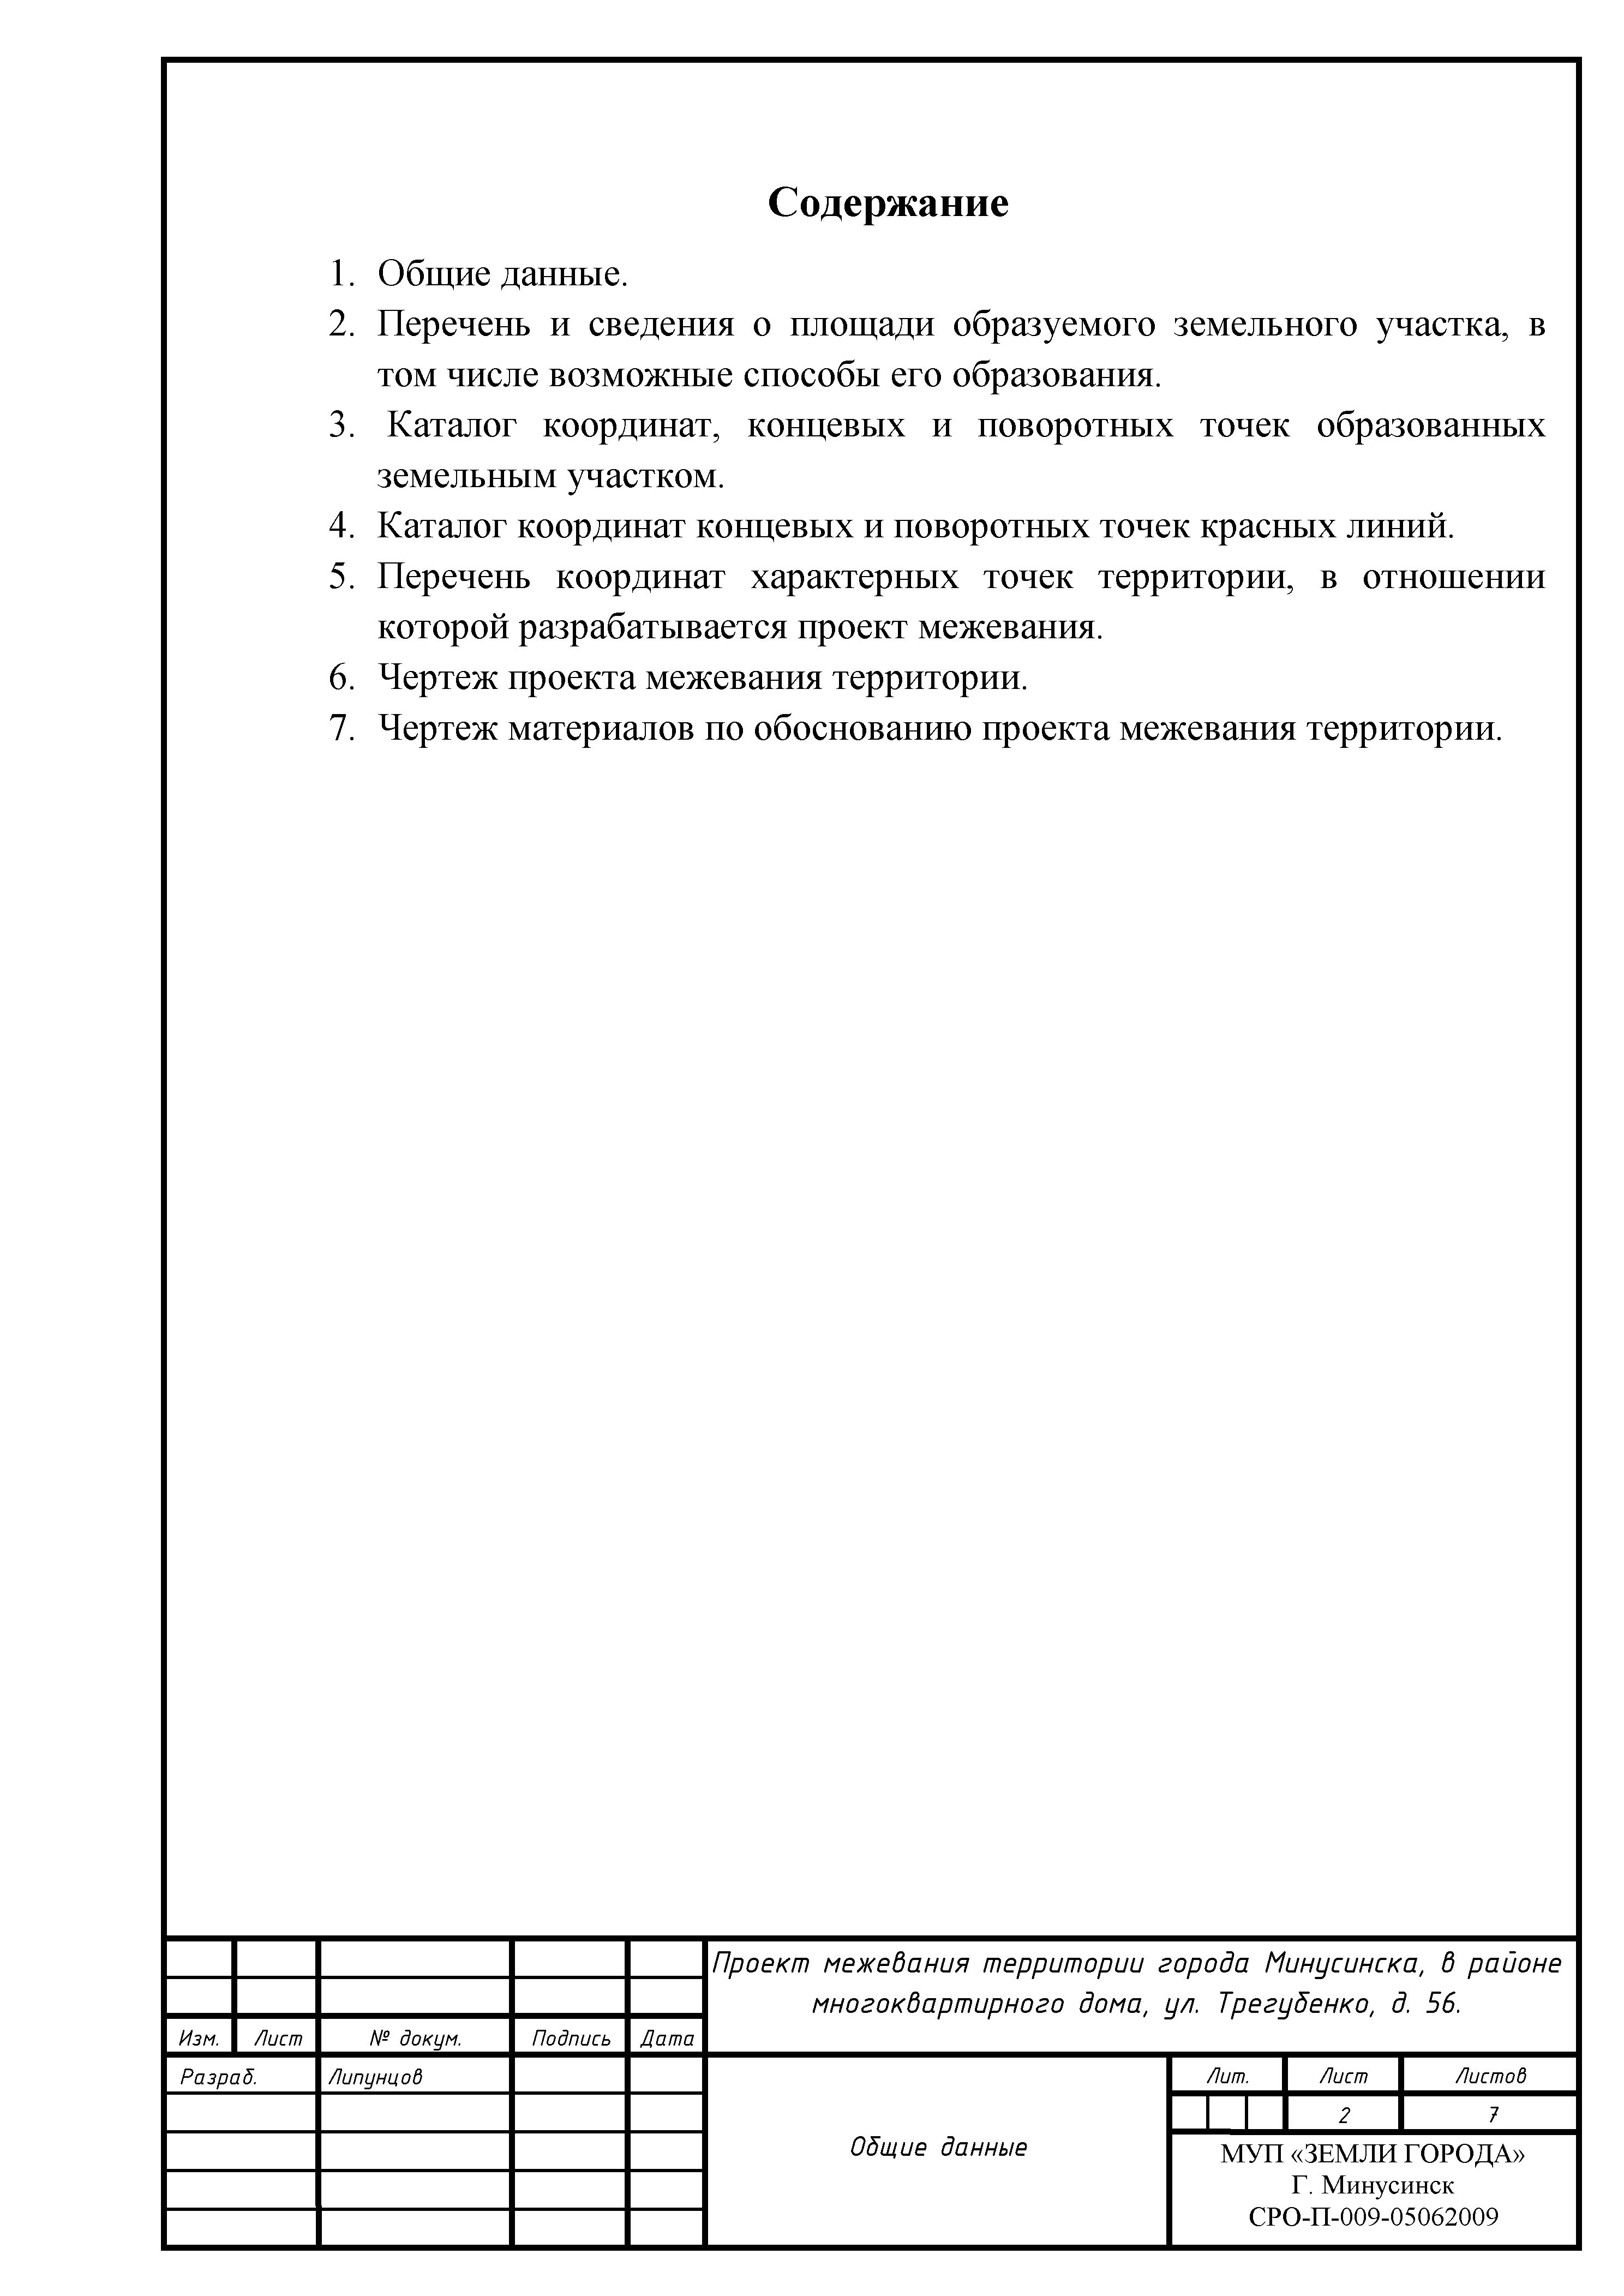 Содержание
1. Общие данные.
2. Перечень и сведения о площади образуемого земельного участка, в
том числе возможные способы его образования.
3. Каталог координат, концевых и поворотных точек образованных
земельным участком.
4. Каталог координат концевых и поворотных точек красных линий.
5. Перечень координат характерных точек территории, в отношении
которой разрабатывается проект межевания.
6. Чертеж проекта межевания территории.
7. Чертеж материалов по обоснованию проекта межевания территории.
Проект межевания территории города Минусинска, в районе
многоквартирного дома, ул. Трегубенко, д. 56.
Изм. Лист № докум. Подпись Дата
Разраб. Липунцов
Общие данные
Лит. Лист Листов
2 7
МУП «ЗЕМЛИ ГОРОДА»
Г. Минусинск
СРО-П-009-05062009